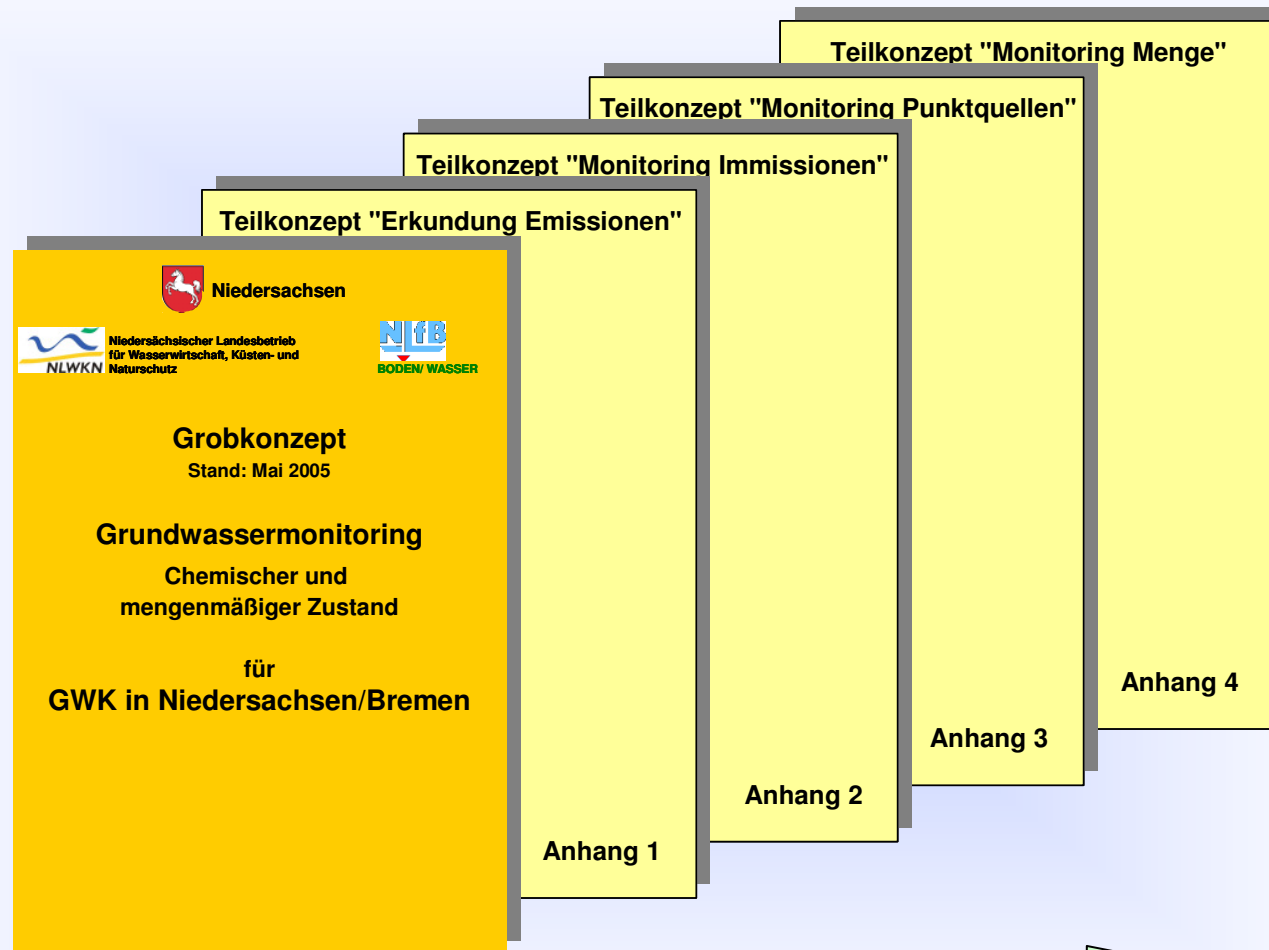 Teilkonzept "Monitoring Menge"
Teilkonzept "Monitoring Punktquellen"
Teilkonzept "Monitoring Immissionen"
Teilkonzept "Erkundung Emissionen"
Niedersachsen
NLWKN
Niedersächsischer Landesbetrieb
für Wasserwirtschaft, Küsten- und
Naturschutz
NLfB
BODEN/ WASSER
Grobkonzept
Stand: Mai 2005
Grundwassermonitoring
Chemischer und
mengenmäßiger Zustand
für
GWK in Niedersachsen/Bremen
Anhang 1
Anhang 2
Anhang 3
Anhang 4